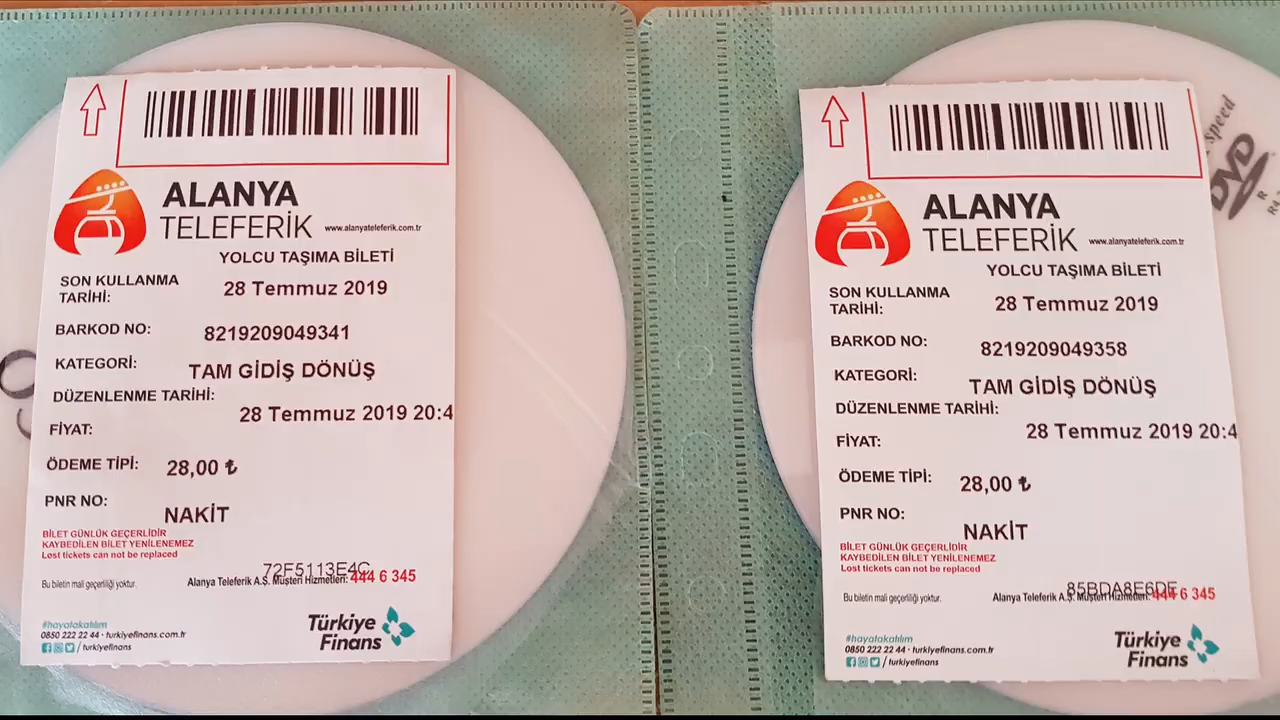 ALANYA
TELEFERİK www.alanyateleferik.com.tr
YOLCU TAŞIMA BİLETİ
SON KULLANMA
TARİHİ: 28 Temmuz 2019
BARKOD NO: 8219209049341
KATEGORİ: TAM GİDİŞ DÖNÜŞ
DÜZENLENME TARİHİ:
28 Temmuz 2019 20:4
FİYAT:
ÖDEME TİPİ: 28,00 ₺
PNR NO:
NAKİT
BİLET GÜNLÜK GEÇERLİDİR
KAYBEDİLEN BİLET YENİLENEMEZ
Lost tickets can not be replaced
72F5113E4C
Bu biletin mali geçerliliği yoktur. Alanya Teleferik A.Ş. Müşteri Hizmetleri: 444 6 345
#hayatakatılım
0850 222 22 44 • turkiyefinans.com.tr
/turkiyefinans
Türkiye
Finans
ALANYA
TELEFERİK www.alanyateleferik.com.tr
YOLCU TAŞIMA BİLETİ
SON KULLANMA
TARİHİ: 28 Temmuz 2019
BARKOD NO: 8219209049358
KATEGORİ: TAM GİDİŞ DÖNÜŞ
DÜZENLENME TARİHİ:
28 Temmuz 2019 20:4
FİYAT:
ÖDEME TİPİ: 28,00 ₺
PNR NO:
NAKİT
BİLET GÜNLÜK GEÇERLİDİR
KAYBEDİLEN BİLET YENİLENEMEZ
Lost tickets can not be replaced
85BDA8E6DE
Bu biletin mali geçerliliği yoktur. Alanya Teleferik A.Ş. Müşteri Hizmetleri: 444 6 345
#hayatakatılım
0850 222 22 44 • turkiyefinans.com.tr
/turkiyefinans
Türkiye
Finans
speed
DVD
R